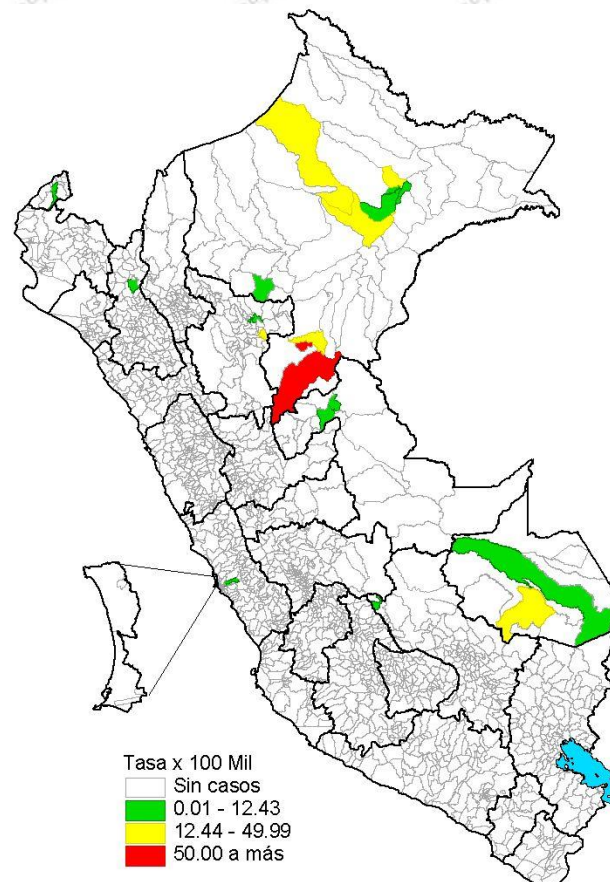 Tasa x 100 Mil
Sin casos
0.01 - 12.43
12.44 - 49.99
50.00 a más